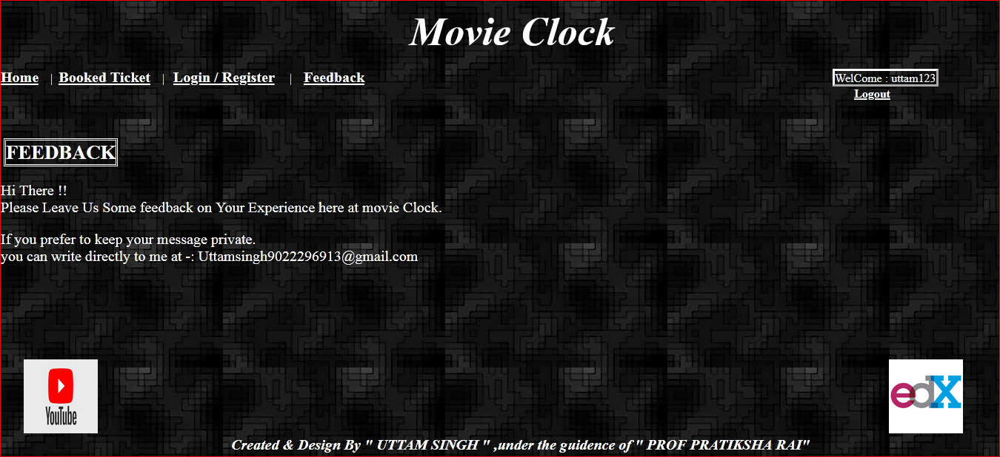 Movie Clock
Home | Booked Ticket | Login / Register | Feedback
WelCome : uttam123
Logout
FEEDBACK
Hi There !!
Please Leave Us Some feedback on Your Experience here at movie Clock.
If you prefer to keep your message private.
you can write directly to me at -: Uttamsingh9022296913@gmail.com
YouTube
edX
Created & Design By " UTTAM SINGH " ,under the guidence of " PROF PRATIKSHA RAI"